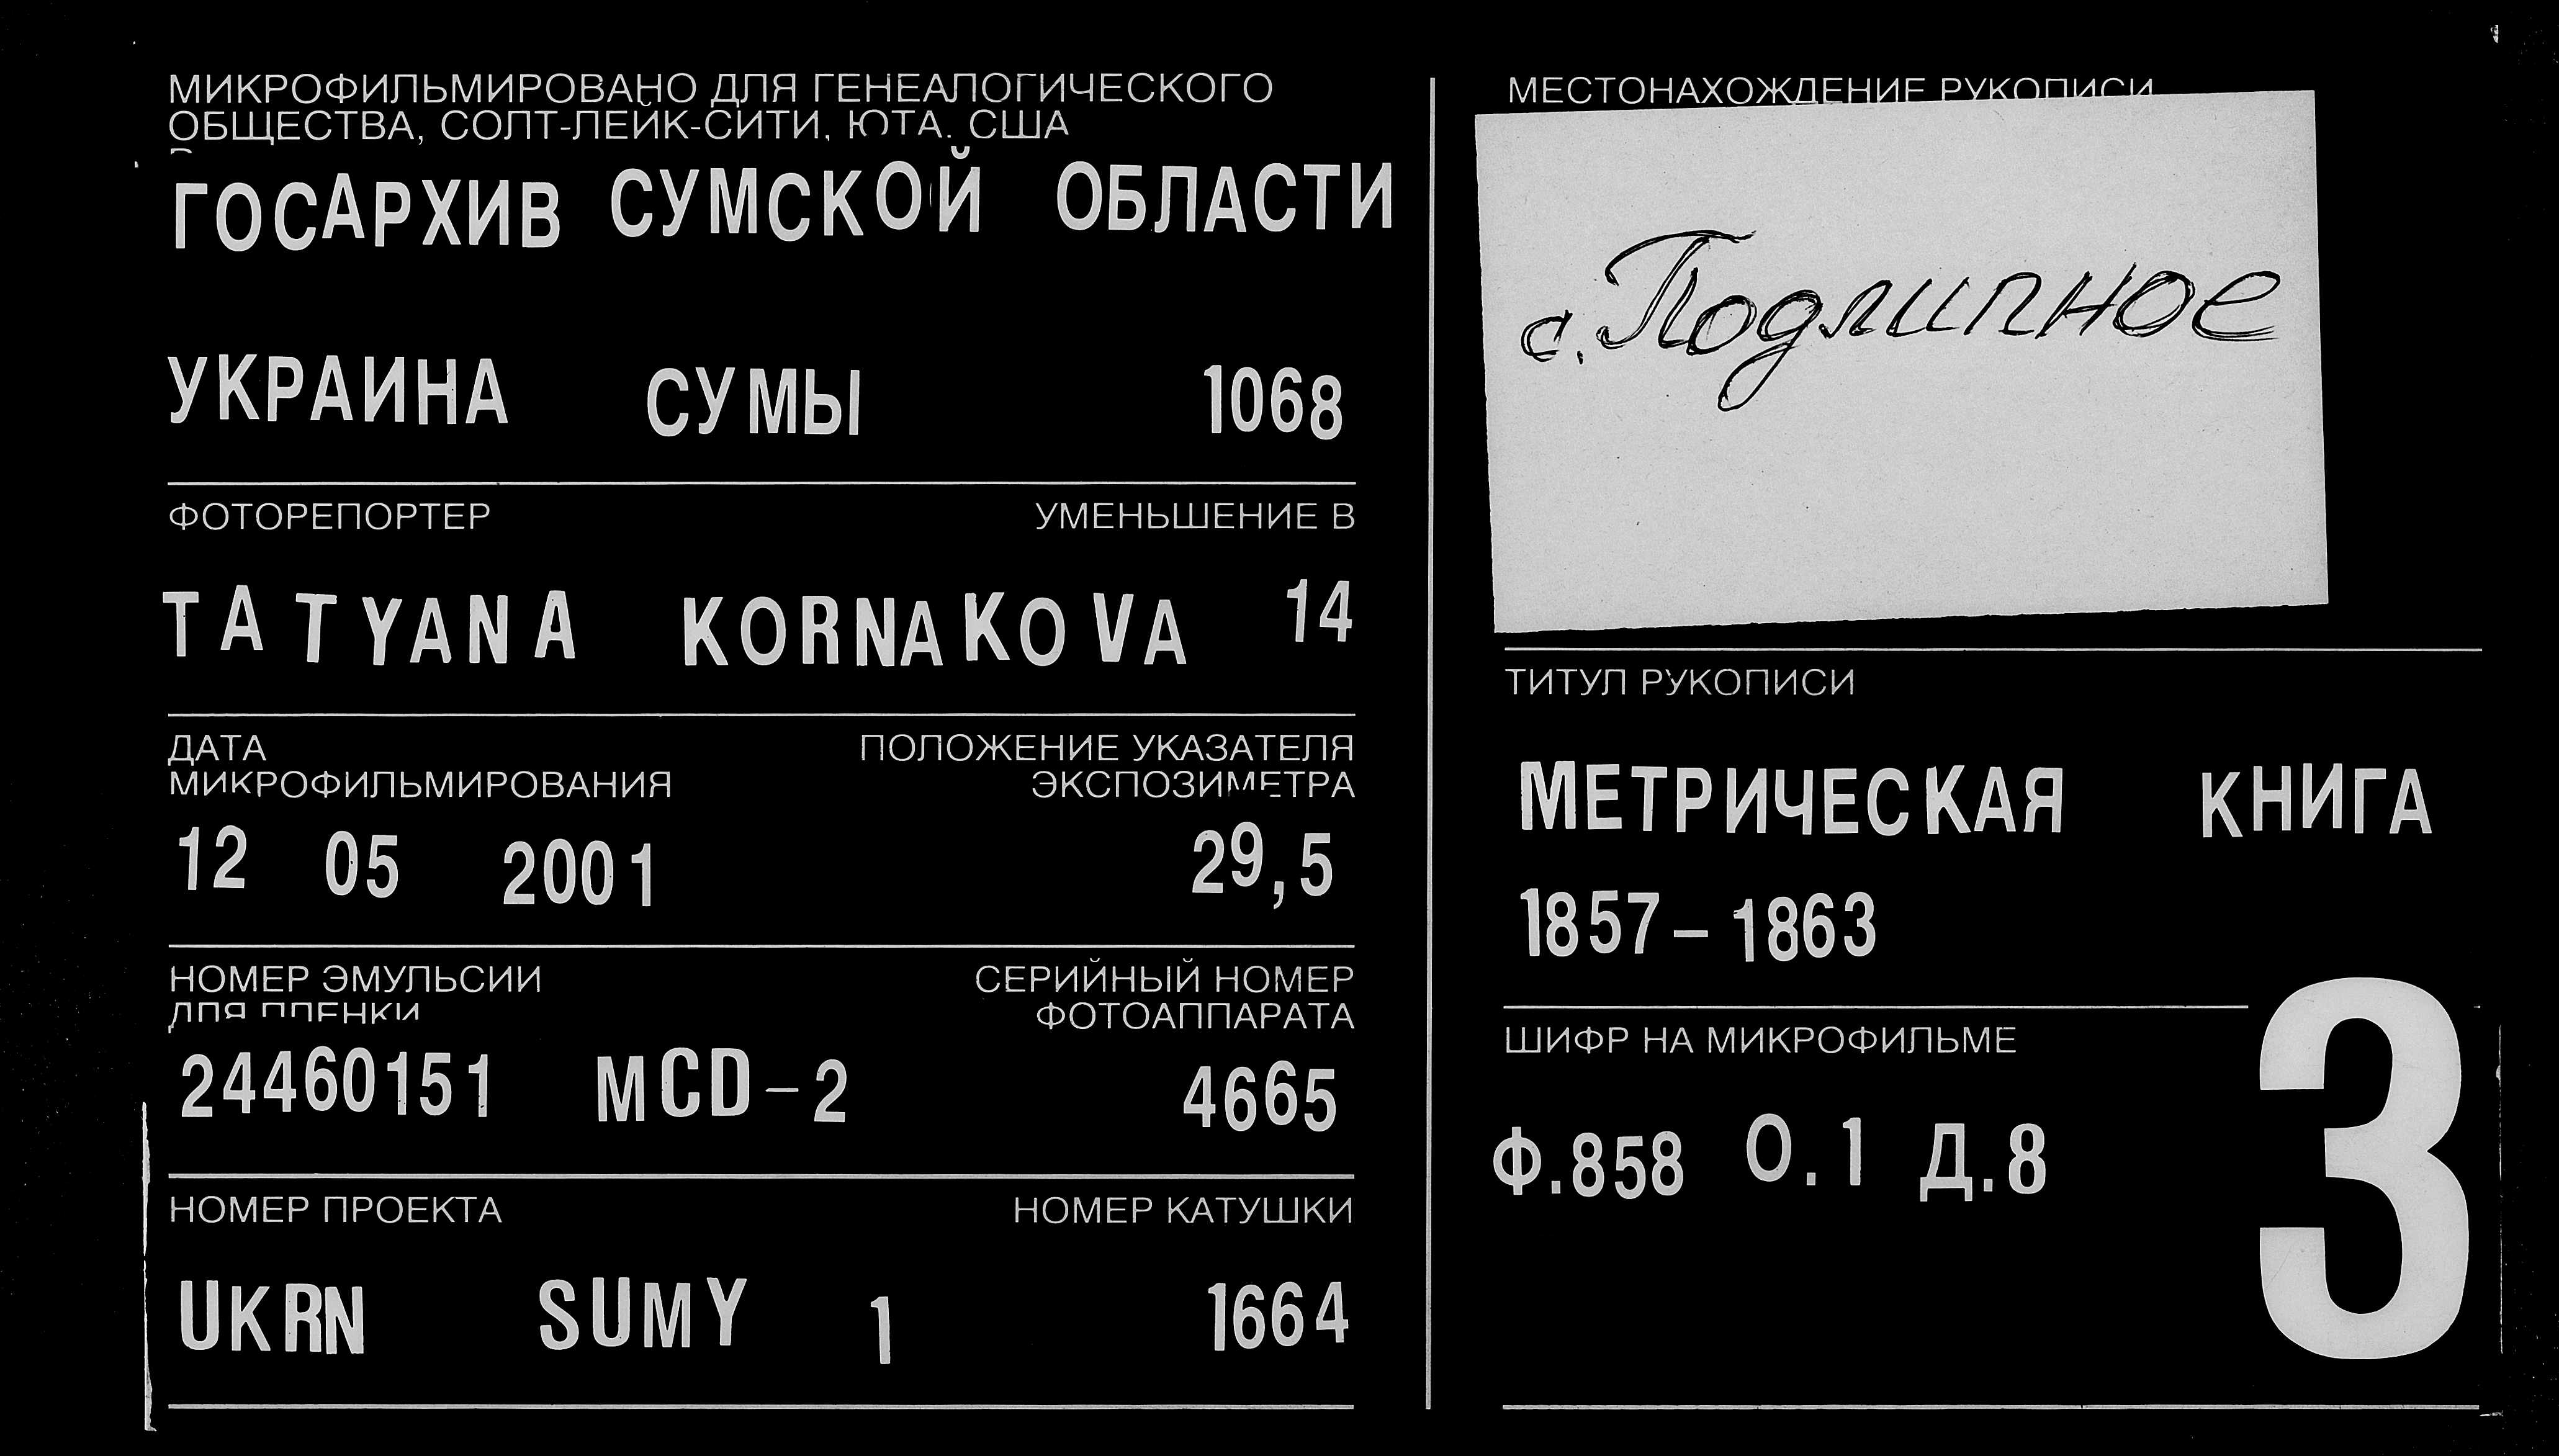 МИКРОФИЛЬМИРОВАНО ДЛЯ ГЕНЕАЛОГИЧЕСКОГО
ОБЩЕСТВА, СОЛТ-ЛЕЙК-СИТИ, ЮТА, США
В
ГОСАРХИВ СУМСКОЙ ОБЛАСТИ
УКРАИНА СУМЫ 1068
ФОТОРЕПОРТЕР УМЕНЬШЕНИЕ В
TATYANA KORNAKOVA 14
ДАТА ПОЛОЖЕНИЕ УКАЗАТЕЛЯ
МИКРОФИЛЬМИРОВАНИЯ ЭКСПОЗИМЕТРА
12 05 2001 29,5
НОМЕР ЭМУЛЬСИИ СЕРИЙНЫЙ НОМЕР
ДЛЯ ПЛЕНКИ ФОТОАППАРАТА
24460151 MCD-2 4665
НОМЕР ПРОЕКТА НОМЕР КАТУШКИ
UKRN SUMY 1 1664
МЕСТОНАХОЖДЕНИЕ РУКОПИСИ
с. Подлипное
ТИТУЛ РУКОПИСИ
МЕТРИЧЕСКАЯ КНИГА
1857-1863
ШИФР НА МИКРОФИЛЬМЕ
Ф.858 О.1 Д.8
3